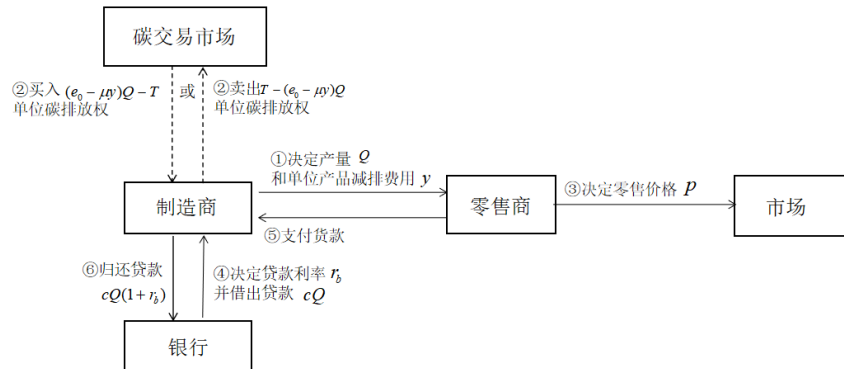 碳交易市场
②买入 (e₀ − μy)Q − T
单位碳排放权
或
②卖出T − (e₀ − μy)Q
单位碳排放权
①决定产量 Q
和单位产品减排费用 y
制造商
零售商
③决定零售价格 p
市场
⑤支付货款
⑥归还贷款
cQ(1 + r_b)
④决定贷款利率 r_b
并借出贷款 cQ
银行